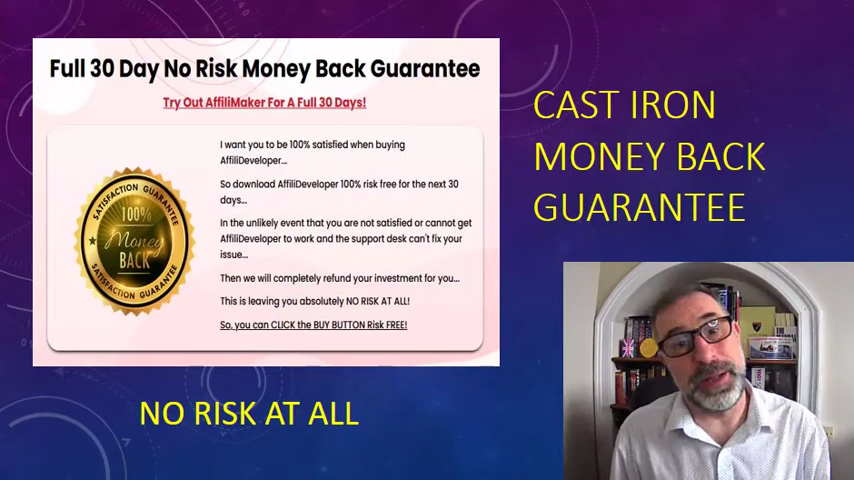 Full 30 Day No Risk Money Back Guarantee
Try Out AffiliMaker For A Full 30 Days!
I want you to be 100% satisfied when buying
AffiliDeveloper...
So download AffiliDeveloper 100% risk free for the next 30
days...
In the unlikely event that you are not satisfied or cannot get
AffiliDeveloper to work and the support desk can't fix your
issue...
Then we will completely refund your investment for you...
This is leaving you absolutely NO RISK AT ALL!
So, you can CLICK the BUY BUTTON Risk FREE!
SATISFACTION GUARANTEE
100%
Money
BACK
SATISFACTION GUARANTEE
CAST IRON
MONEY BACK
GUARANTEE
NO RISK AT ALL